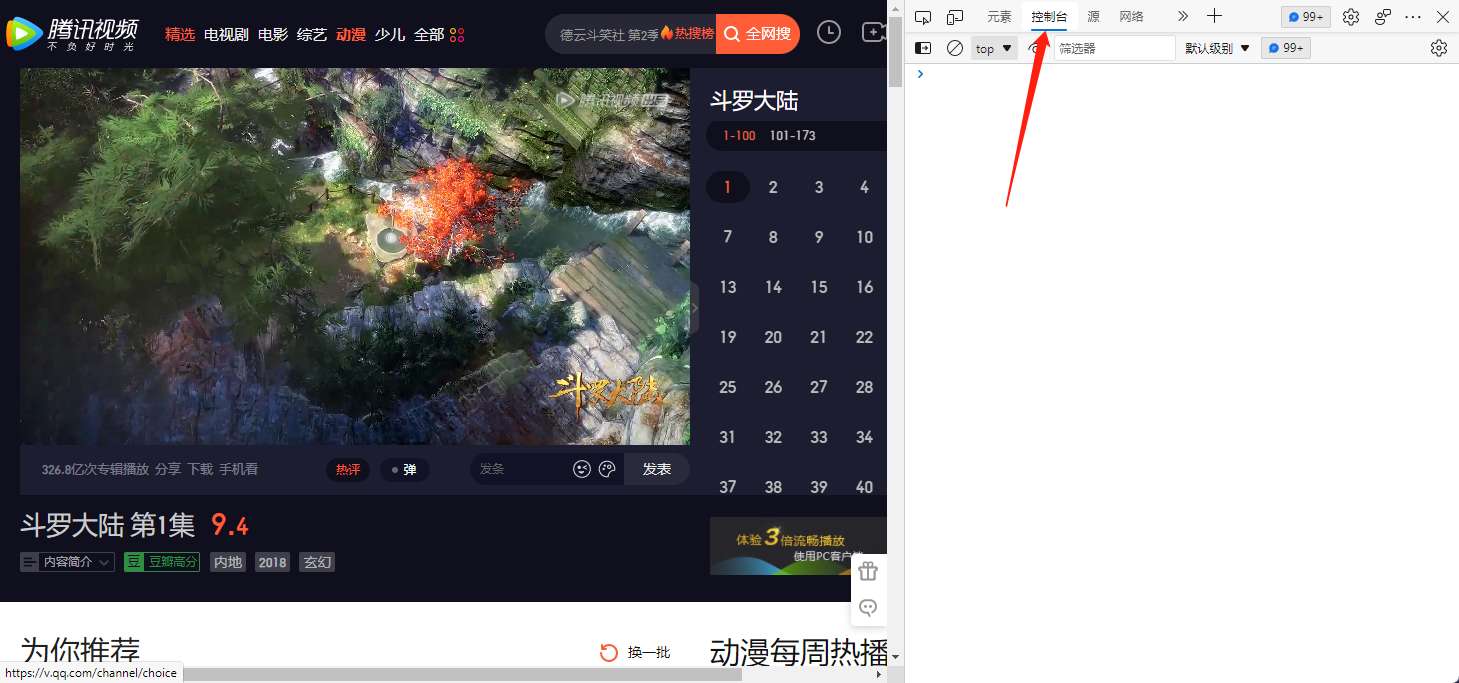 腾讯视频
不负好时光
精选 电视剧 电影 综艺 动漫 少儿 全部
德云斗笑社 第2季 热搜榜 全网搜
腾讯视频
斗罗大陆
斗罗大陆
1-100 101-173
1 2 3 4
7 8 9 10
13 14 15 16
19 20 21 22
25 26 27 28
31 32 33 34
37 38 39 40
326.8亿次专辑播放 分享 下载 手机看 热评 弹 发条 发表
斗罗大陆 第1集 9.4
内容简介 豆 豆瓣高分 内地 2018 玄幻
体验3倍流畅播放
使用PC客户端
为你推荐 换一批
动漫每周热播
https://v.qq.com/channel/choice
元素 控制台 源 网络 99+
top 筛选器 默认级别 99+